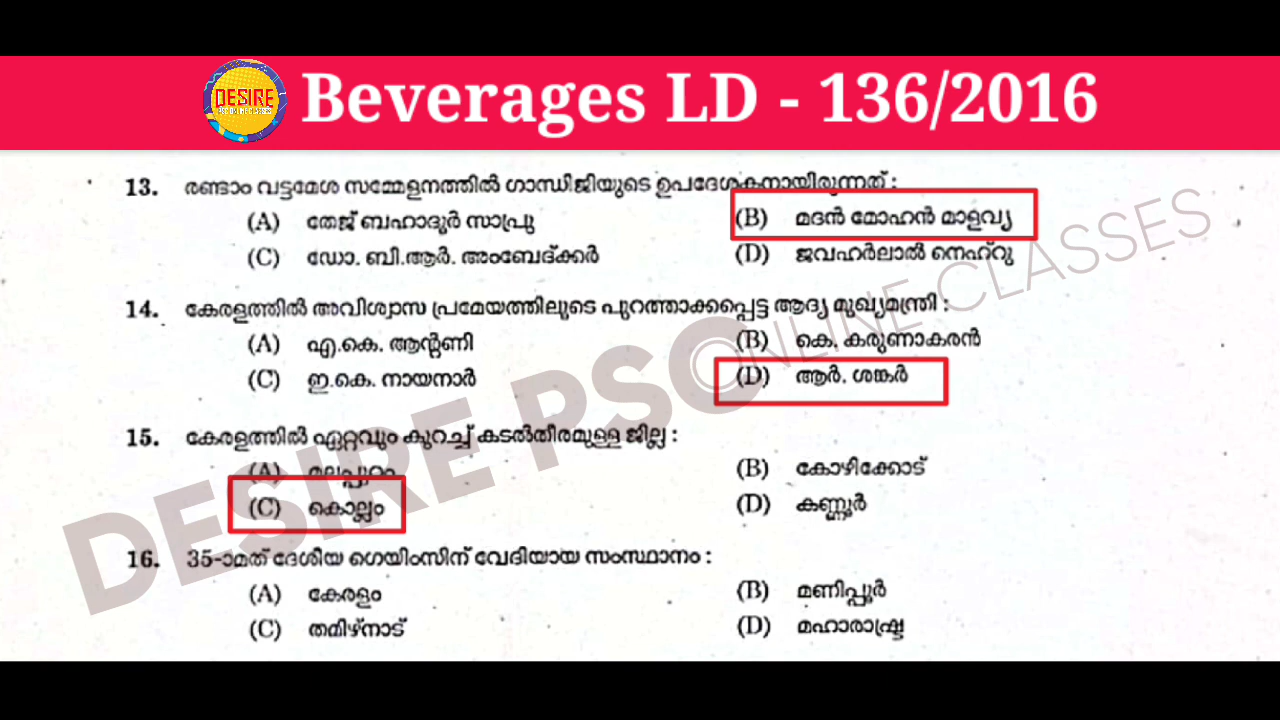 DESIRE
Beverages LD - 136/2016
13. രണ്ടാം വട്ടമേശ സമ്മേളനത്തിൽ ഗാന്ധിജിയുടെ ഉപദേശകനായിരുന്നത് :
(A) തേജ് ബഹാദൂർ സാപ്രു (B) മദൻ മോഹൻ മാളവ്യ
(C) ഡോ. ബി.ആർ. അംബേദ്ക്കർ (D) ജവഹർലാൽ നെഹ്റു
14. കേരളത്തിൽ അവിശ്വാസ പ്രമേയത്തിലൂടെ പുറത്താക്കപ്പെട്ട ആദ്യ മുഖ്യമന്ത്രി :
(A) എ.കെ. ആന്റണി (B) കെ. കരുണാകരൻ
(C) ഇ.കെ. നായനാർ (D) ആർ. ശങ്കർ
15. കേരളത്തിൽ ഏറ്റവും കുറച്ച് കടൽതീരമുള്ള ജില്ല :
(A) മലപ്പുറം (B) കോഴിക്കോട്
(C) കൊല്ലം (D) കണ്ണൂർ
16. 35-ാമത് ദേശീയ ഗെയിംസിന് വേദിയായ സംസ്ഥാനം :
(A) കേരളം (B) മണിപ്പൂർ
(C) തമിഴ്നാട് (D) മഹാരാഷ്ട്ര
DESIRE PSC ONLINE CLASSES